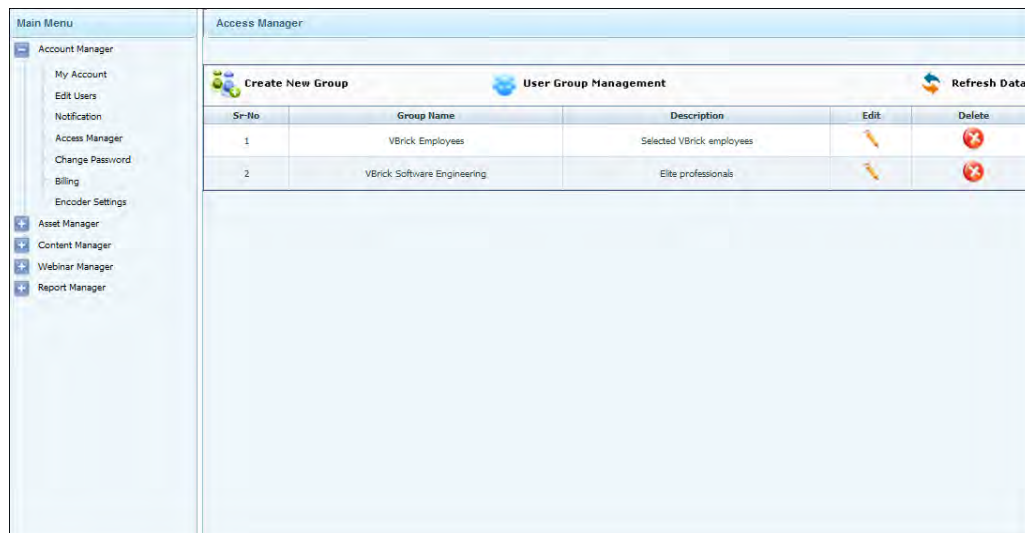 Main Menu
Account Manager
My Account
Edit Users
Notification
Access Manager
Change Password
Billing
Encoder Settings
Asset Manager
Content Manager
Webinar Manager
Report Manager
Access Manager
Create New Group User Group Management Refresh Data
Sr-No Group Name Description Edit Delete
1 VBrick Employees Selected VBrick employees
2 VBrick Software Engineering Elite professionals